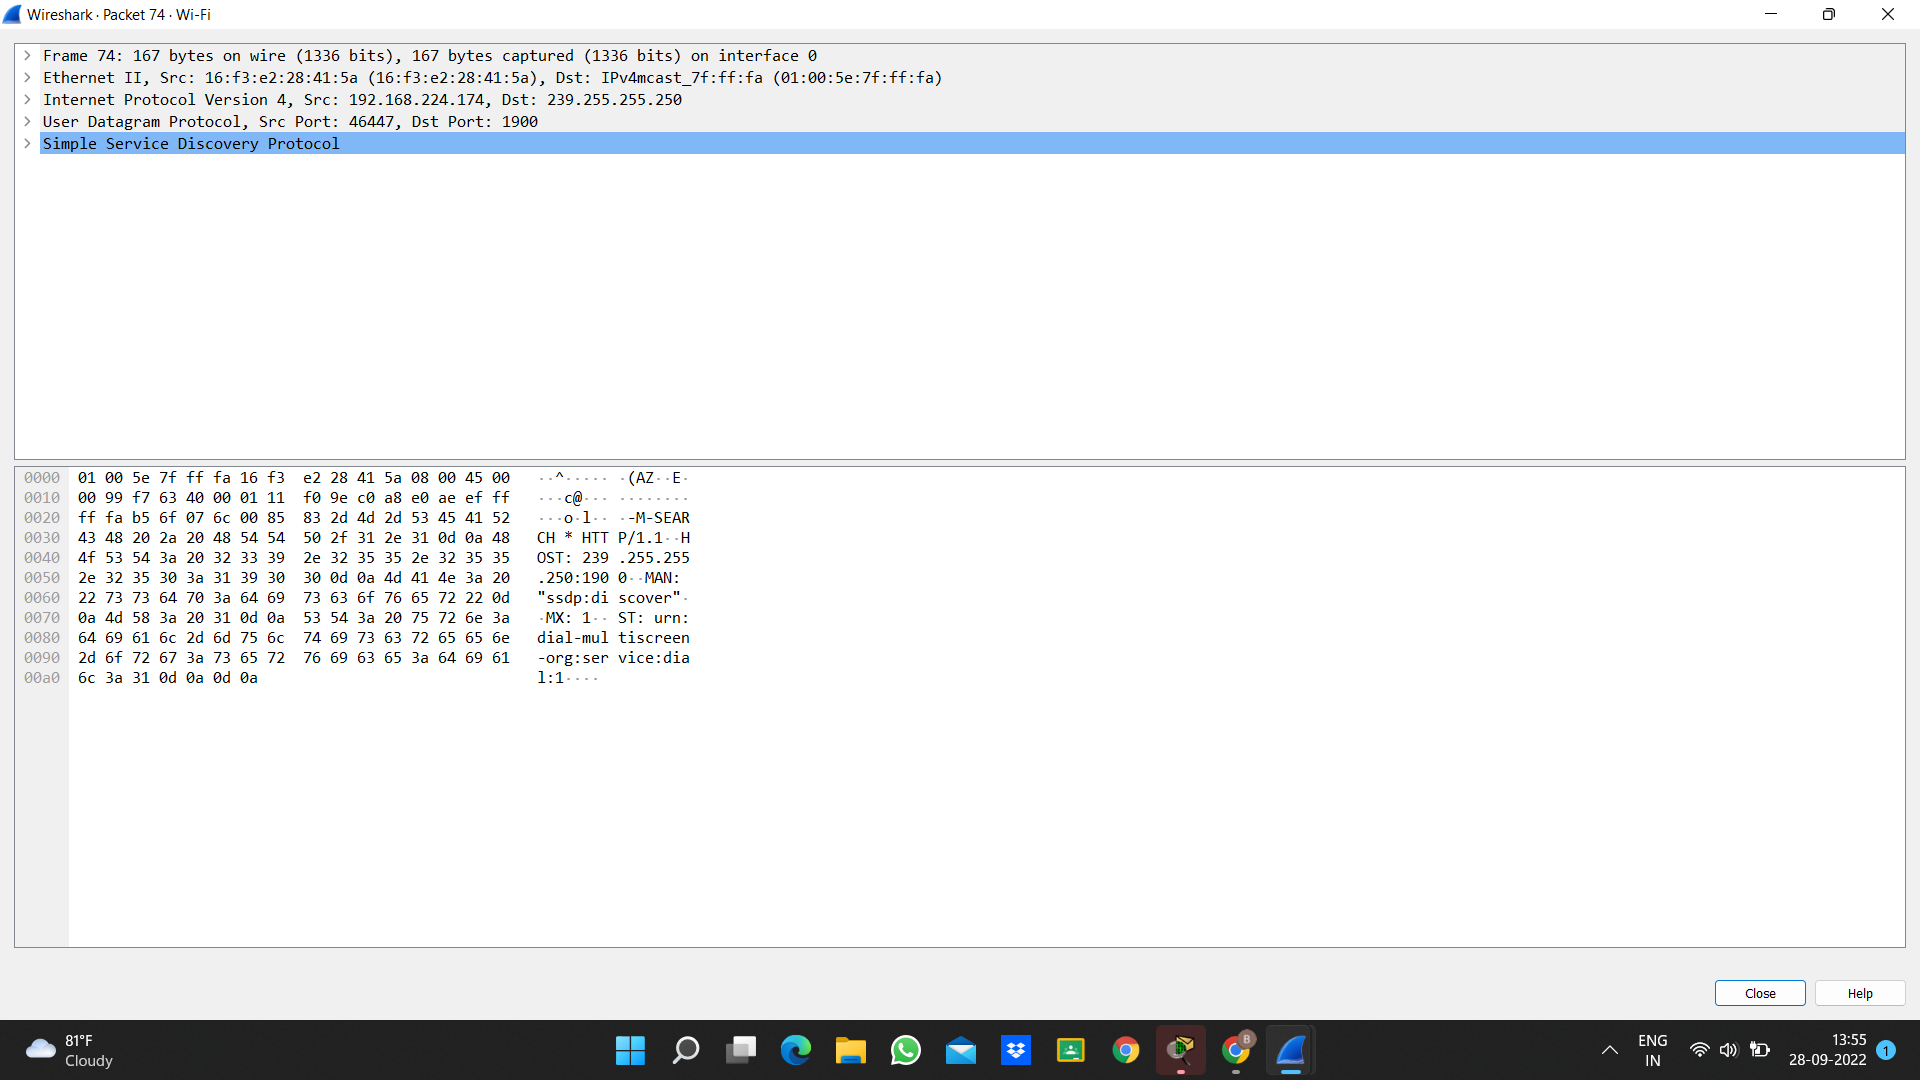 Wireshark · Packet 74 · Wi-Fi
Frame 74: 167 bytes on wire (1336 bits), 167 bytes captured (1336 bits) on interface 0
Ethernet II, Src: 16:f3:e2:28:41:5a (16:f3:e2:28:41:5a), Dst: IPv4mcast_7f:ff:fa (01:00:5e:7f:ff:fa)
Internet Protocol Version 4, Src: 192.168.224.174, Dst: 239.255.255.250
User Datagram Protocol, Src Port: 46447, Dst Port: 1900
Simple Service Discovery Protocol
0000 01 00 5e 7f ff fa 16 f3 e2 28 41 5a 08 00 45 00 ··^····· ·(AZ··E·
0010 00 99 f7 63 40 00 01 11 f0 9e c0 a8 e0 ae ef ff ···c@··· ········
0020 ff fa b5 6f 07 6c 00 85 83 2d 4d 2d 53 45 41 52 ···o·l·· ·-M-SEAR
0030 43 48 20 2a 20 48 54 54 50 2f 31 2e 31 0d 0a 48 CH * HTT P/1.1··H
0040 4f 53 54 3a 20 32 33 39 2e 32 35 35 2e 32 35 35 OST: 239 .255.255
0050 2e 32 35 30 3a 31 39 30 30 0d 0a 4d 41 4e 3a 20 .250:190 0··MAN:
0060 22 73 73 64 70 3a 64 69 73 63 6f 76 65 72 22 0d "ssdp:di scover"·
0070 0a 4d 58 3a 20 31 0d 0a 53 54 3a 20 75 72 6e 3a ·MX: 1·· ST: urn:
0080 64 69 61 6c 2d 6d 75 6c 74 69 73 63 72 65 65 6e dial-mul tiscreen
0090 2d 6f 72 67 3a 73 65 72 76 69 63 65 3a 64 69 61 -org:ser vice:dia
00a0 6c 3a 31 0d 0a 0d 0a l:1····
Close Help
81°F
Cloudy
B
ENG
IN
13:55
28-09-2022
1